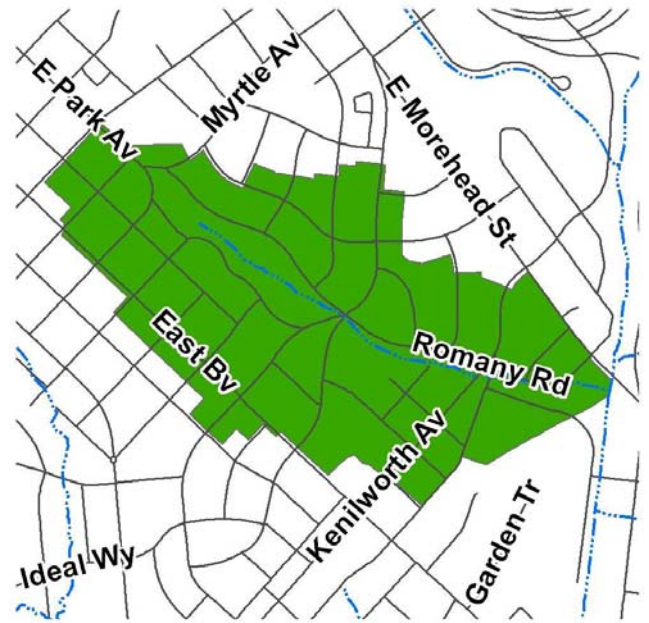 E Park Av
Myrtle Av
E Morehead St
East Bv
Romany Rd
Kenilworth Av
Garden Tr
Ideal Wy